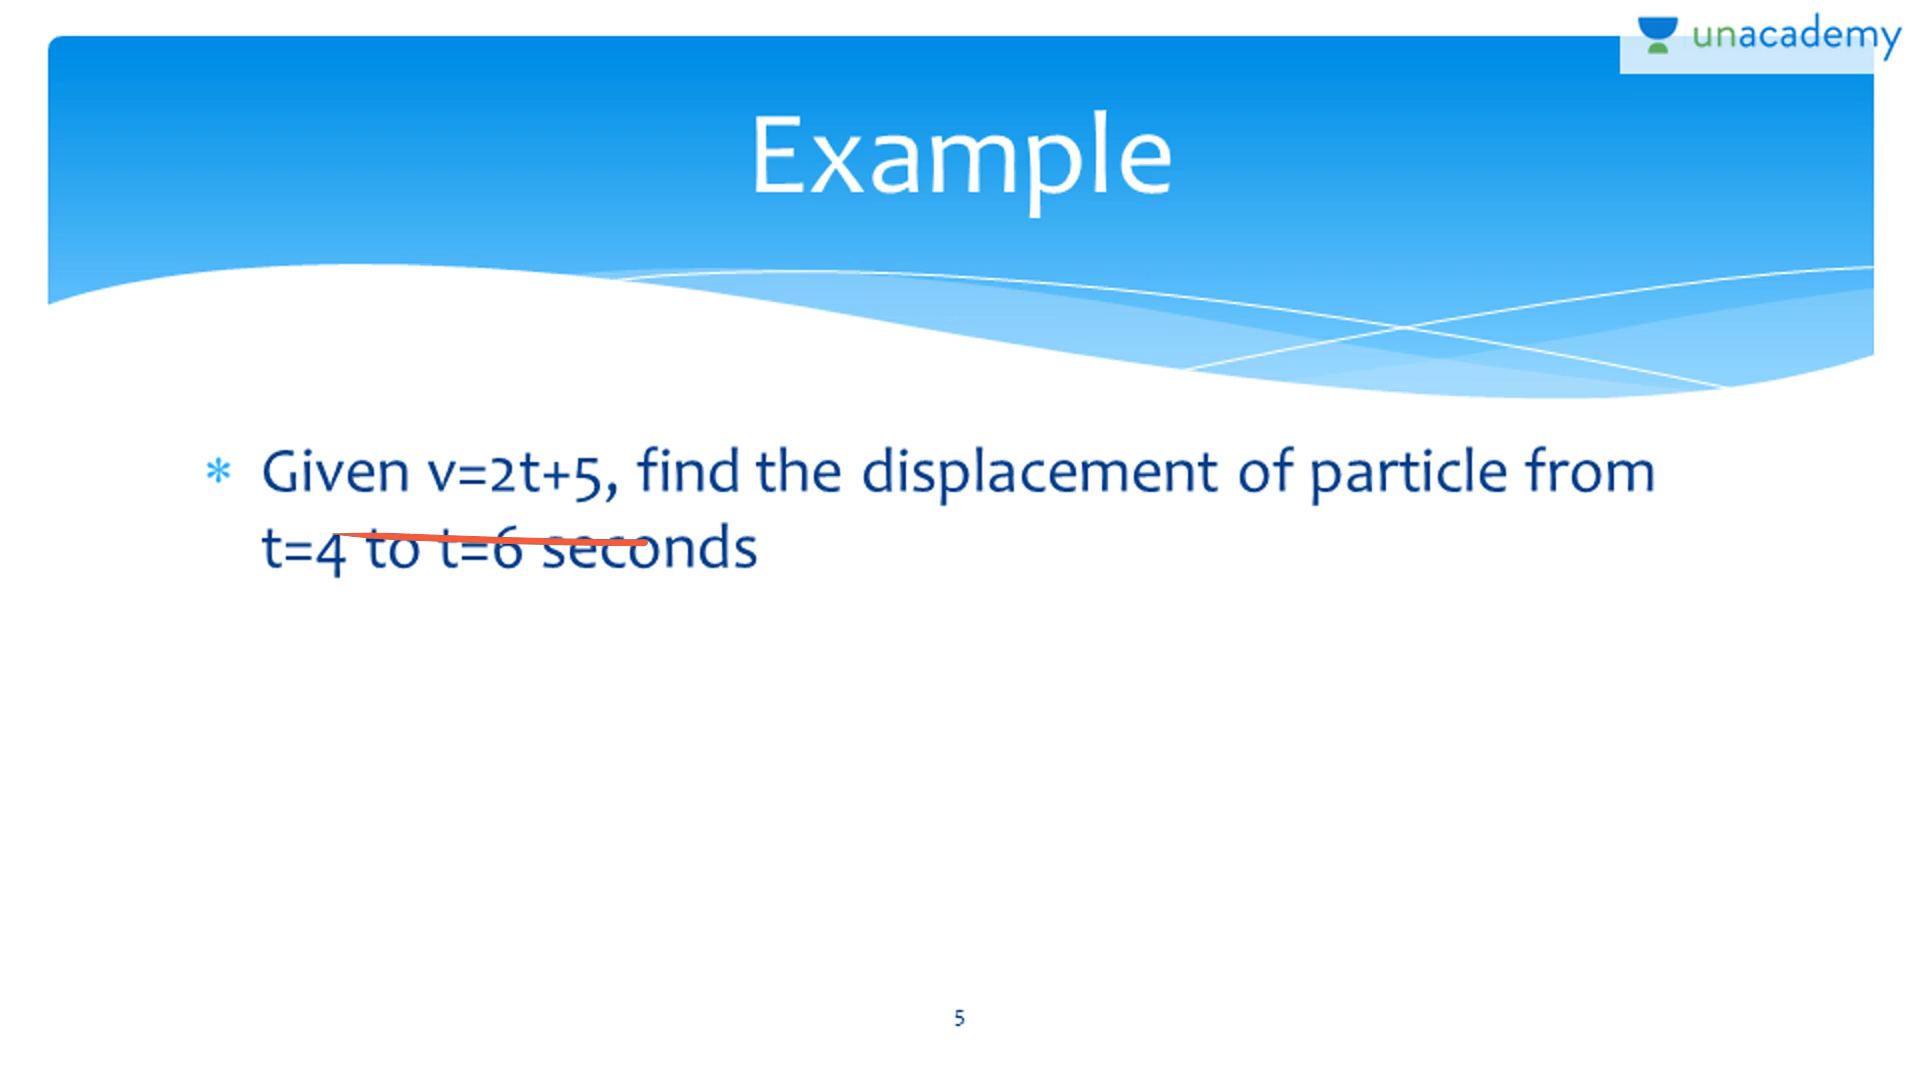 unacademy
Example
* Given v=2t+5, find the displacement of particle from
t=4 to t=6 seconds
5